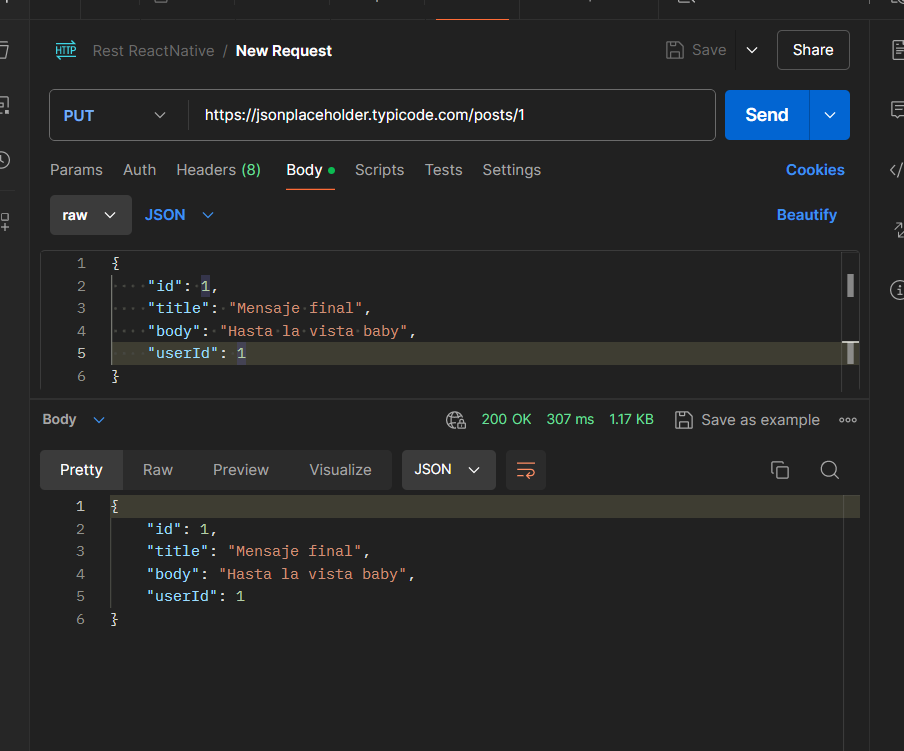 HTTP Rest ReactNative / New Request Save Share
PUT https://jsonplaceholder.typicode.com/posts/1 Send
Params Auth Headers (8) Body Scripts Tests Settings Cookies
raw JSON Beautify
1 {
2 "id": 1,
3 "title": "Mensaje final",
4 "body": "Hasta la vista baby",
5 "userId": 1
6 }
Body 200 OK 307 ms 1.17 KB Save as example
Pretty Raw Preview Visualize JSON
1 {
2 "id": 1,
3 "title": "Mensaje final",
4 "body": "Hasta la vista baby",
5 "userId": 1
6 }